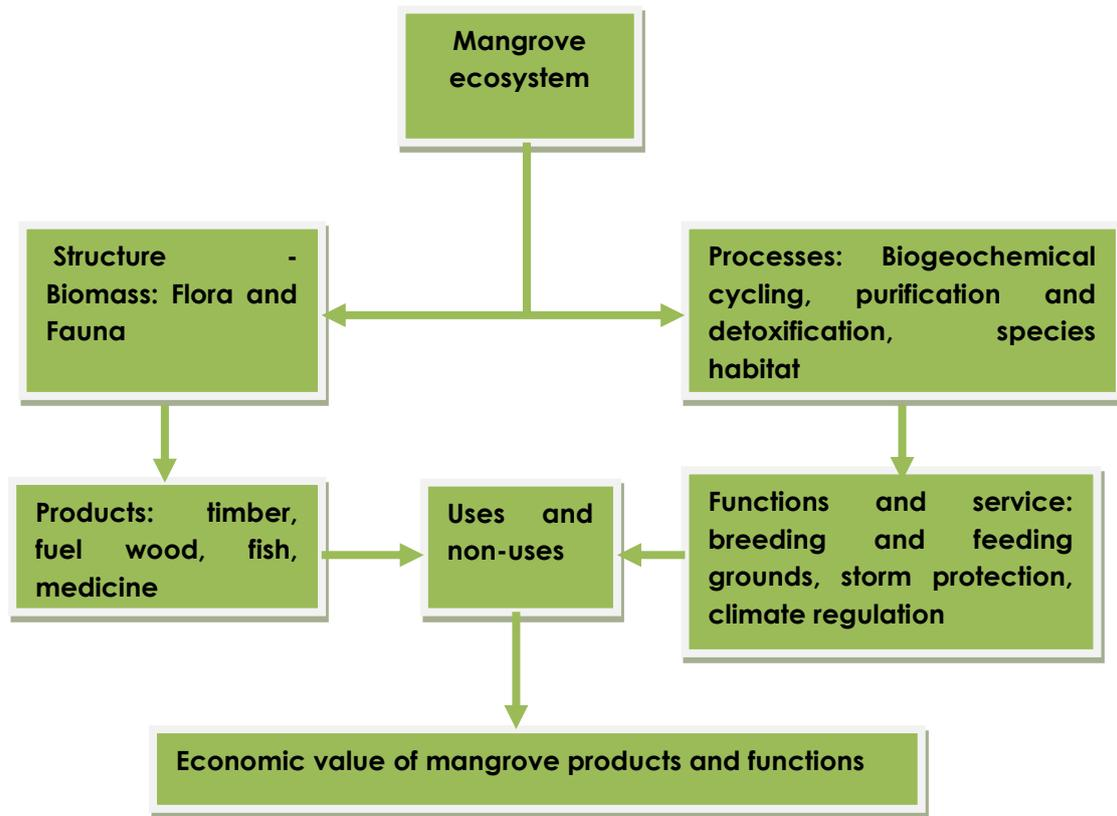 Mangrove
ecosystem
Structure -
Biomass: Flora and
Fauna
Processes: Biogeochemical
cycling, purification and
detoxification, species
habitat
Products: timber,
fuel wood, fish,
medicine
Uses and
non-uses
Functions and service:
breeding and feeding
grounds, storm protection,
climate regulation
Economic value of mangrove products and functions